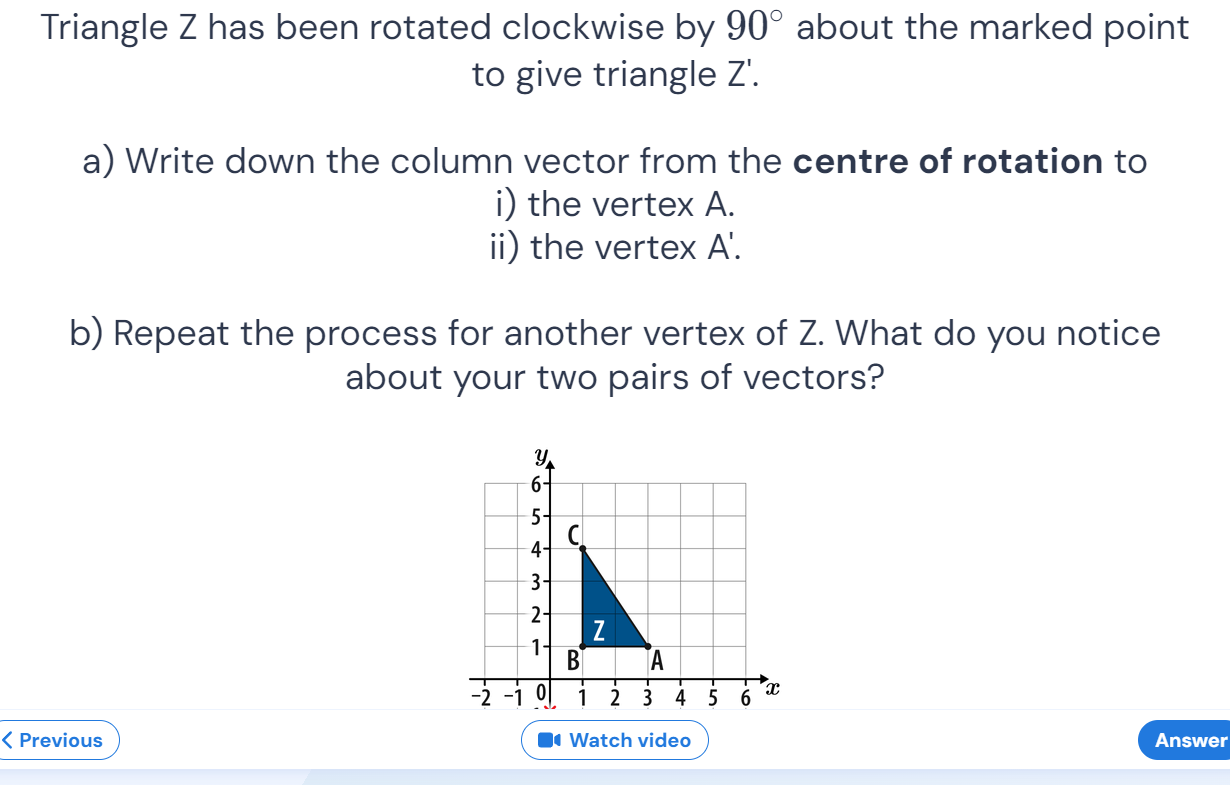 Triangle Z has been rotated clockwise by 90° about the marked point
to give triangle Z'.
a) Write down the column vector from the centre of rotation to
i) the vertex A.
ii) the vertex A'.
b) Repeat the process for another vertex of Z. What do you notice
about your two pairs of vectors?
y
6
5
C
4
3
2
Z
1
B A
-2 -1 0 1 2 3 4 5 6 x
< Previous
Watch video
Answer